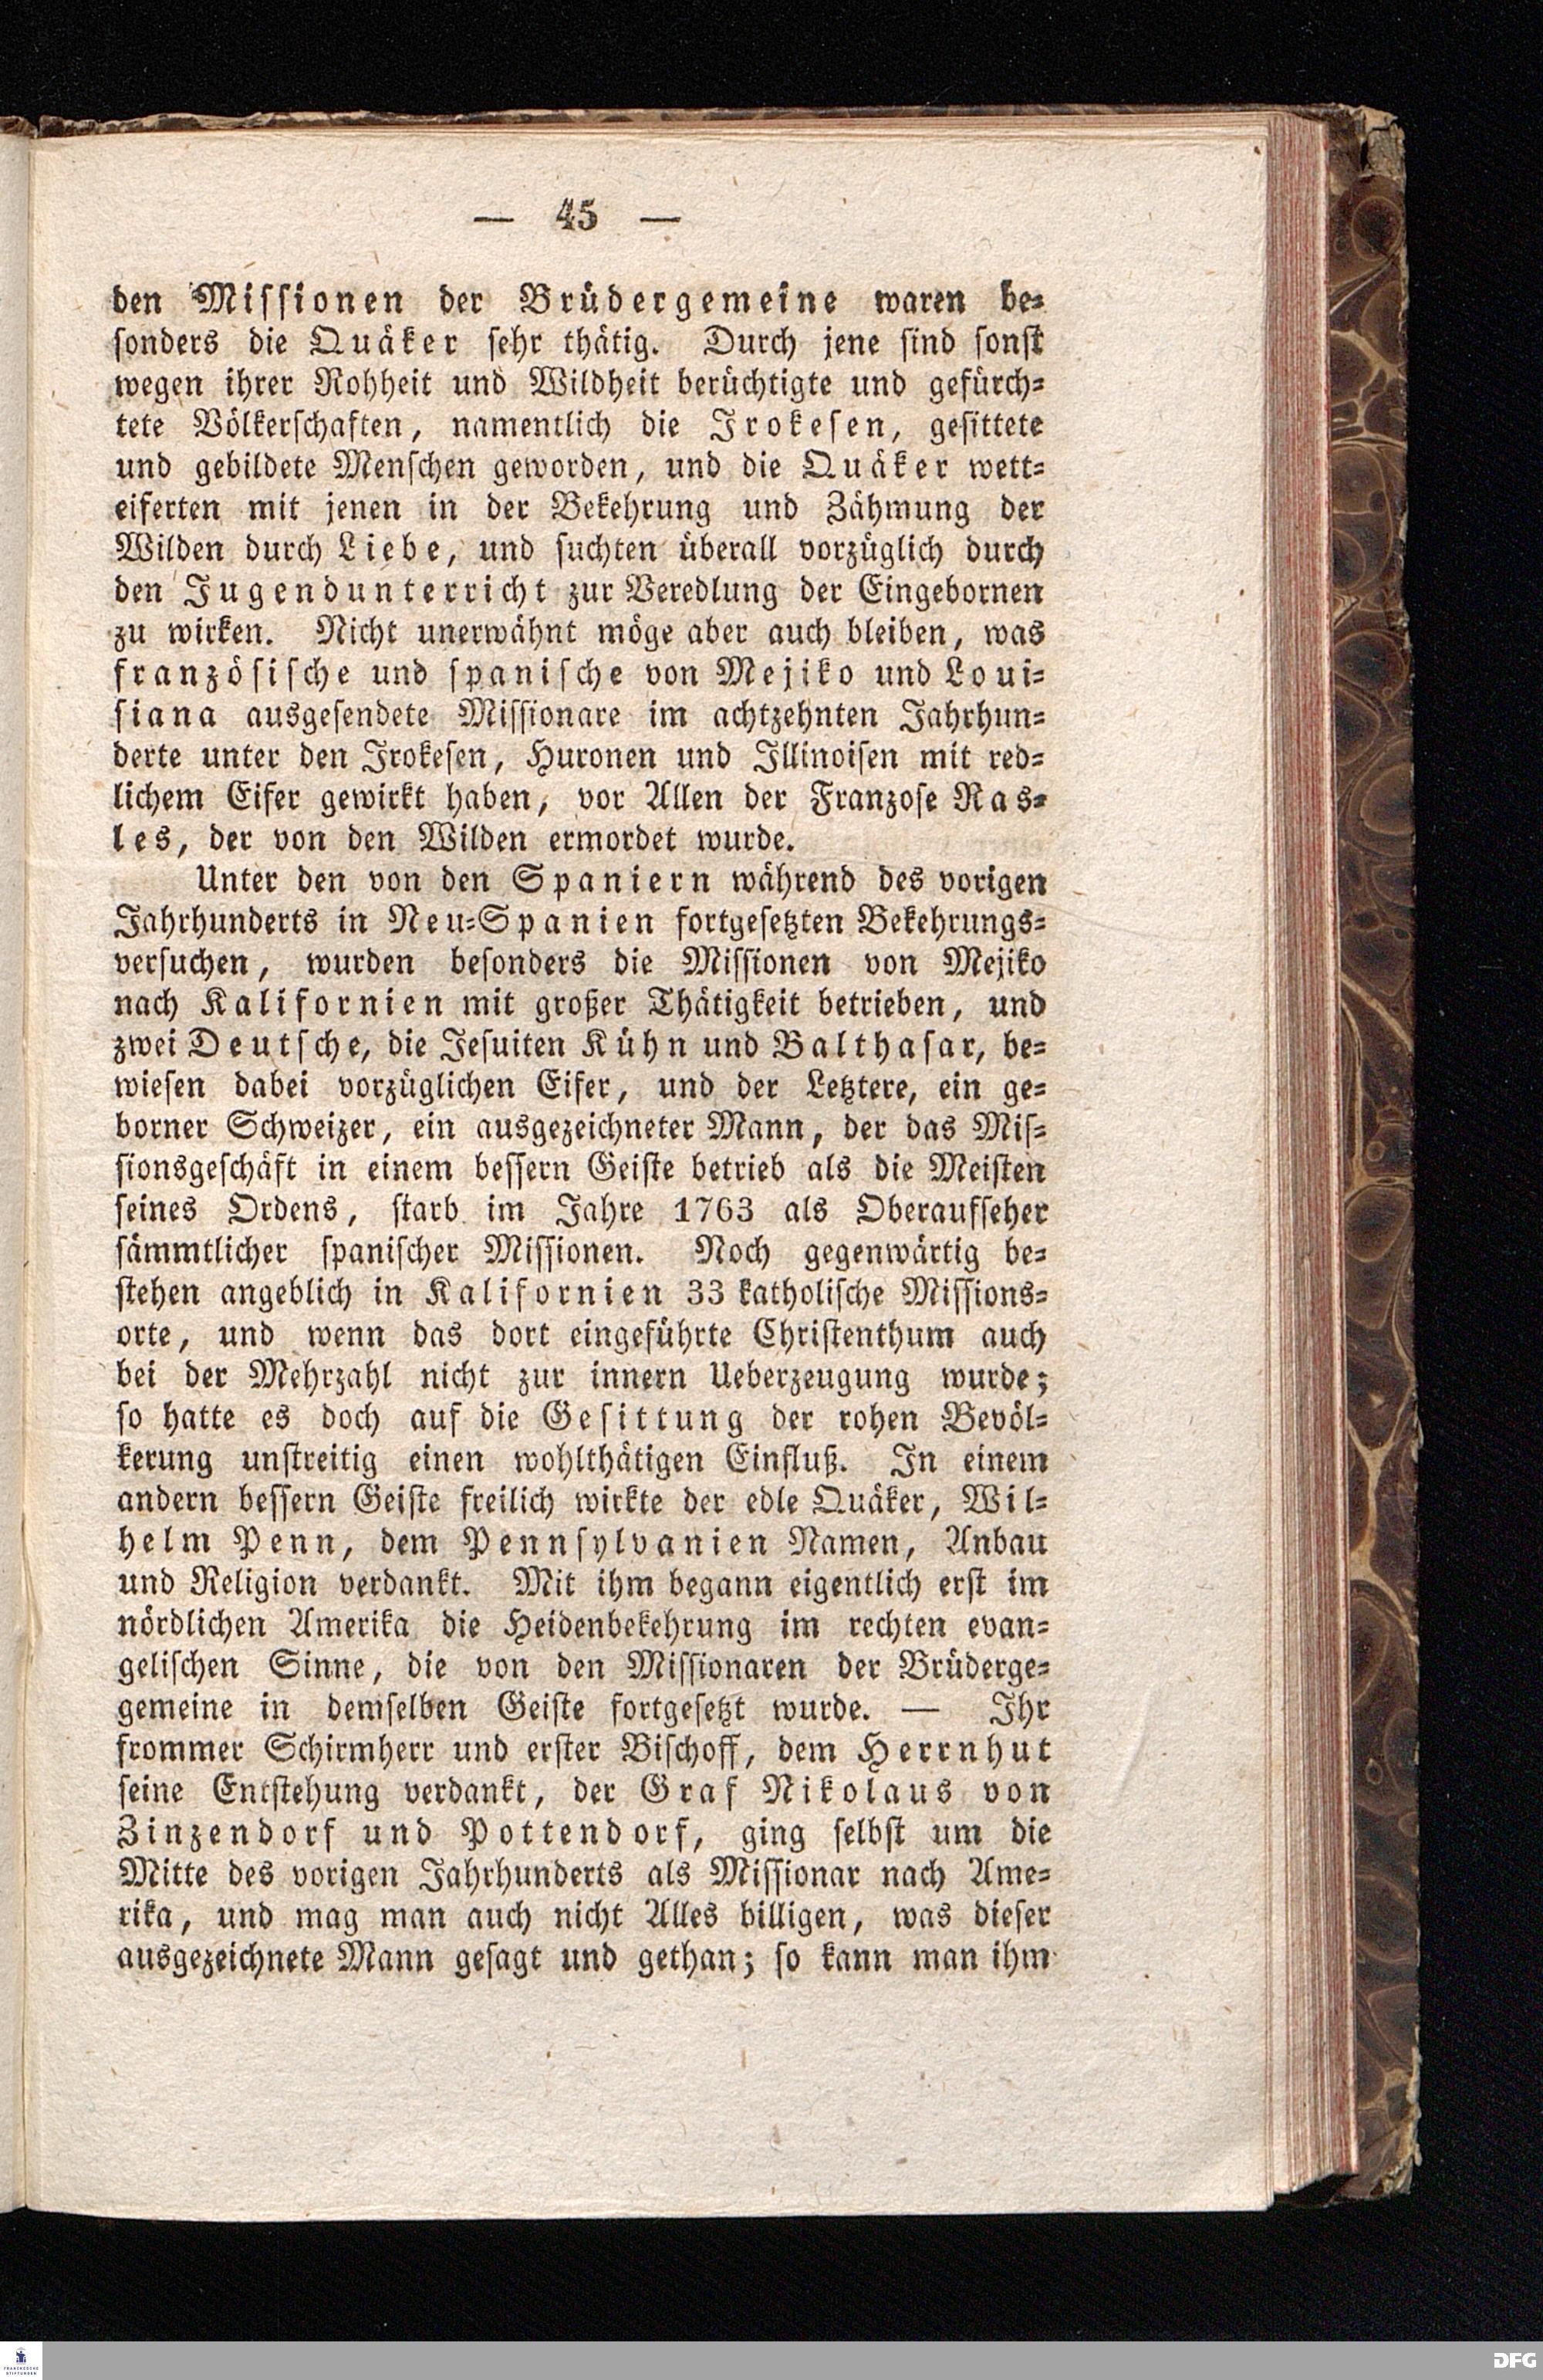 — 45 —
den Missionen der Brüdergemeine waren be-
sonders die Quäker sehr thätig. Durch jene sind sonst
wegen ihrer Rohheit und Wildheit berüchtigte und gefürch-
tete Völkerschaften, namentlich die Irokesen, gesittete
und gebildete Menschen geworden, und die Quäker wett-
eiferten mit jenen in der Bekehrung und Zähmung der
Wilden durch Liebe, und suchten überall vorzüglich durch
den Jugendunterricht zur Veredlung der Eingebornen
zu wirken. Nicht unerwähnt möge aber auch bleiben, was
französische und spanische von Mejiko und Loui-
siana ausgesendete Missionare im achtzehnten Jahrhun-
derte unter den Irokesen, Huronen und Illinoisen mit red-
lichem Eifer gewirkt haben, vor Allen der Franzose Ras-
les, der von den Wilden ermordet wurde.
Unter den von den Spaniern während des vorigen
Jahrhunderts in Neu-Spanien fortgesetzten Bekehrungs-
versuchen, wurden besonders die Missionen von Mejiko
nach Kalifornien mit großer Thätigkeit betrieben, und
zwei Deutsche, die Jesuiten Kühn und Balthasar, be-
wiesen dabei vorzüglichen Eifer, und der Letztere, ein ge-
borner Schweizer, ein ausgezeichneter Mann, der das Mis-
sionsgeschäft in einem bessern Geiste betrieb als die Meisten
seines Ordens, starb im Jahre 1763 als Oberaufseher
sämmtlicher spanischer Missionen. Noch gegenwärtig be-
stehen angeblich in Kalifornien 33 katholische Missions-
orte, und wenn das dort eingeführte Christenthum auch
bei der Mehrzahl nicht zur innern Ueberzeugung wurde;
so hatte es doch auf die Gesittung der rohen Bevöl-
kerung unstreitig einen wohlthätigen Einfluß. In einem
andern bessern Geiste freilich wirkte der edle Quäker, Wil-
helm Penn, dem Pennsylvanien Namen, Anbau
und Religion verdankt. Mit ihm begann eigentlich erst im
nördlichen Amerika die Heidenbekehrung im rechten evan-
gelischen Sinne, die von den Missionaren der Brüderge-
gemeine in demselben Geiste fortgesetzt wurde. — Ihr
frommer Schirmherr und erster Bischoff, dem Herrnhut
seine Entstehung verdankt, der Graf Nikolaus von
Zinzendorf und Pottendorf, ging selbst um die
Mitte des vorigen Jahrhunderts als Missionar nach Ame-
rika, und mag man auch nicht Alles billigen, was dieser
ausgezeichnete Mann gesagt und gethan; so kann man ihm
FRANCKESCHE
STIFTUNGEN
DFG